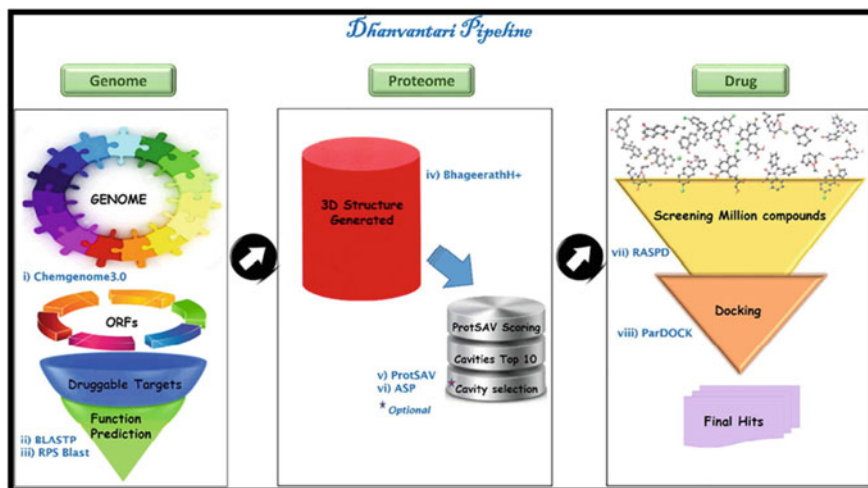 Dhanvantari Pipeline
Genome
GENOME
i) Chemgenome3.0
ORFs
Druggable Targets
Function
Prediction
ii) BLASTP
iii) RPS Blast
Proteome
iv) BhageerathH+
3D Structure
Generated
ProtSAV Scoring
Cavities Top 10
*Cavity selection
v) ProtSAV
vi) ASP
* Optional
Drug
Screening Million compounds
vii) RASPD
Docking
viii) ParDOCK
Final Hits